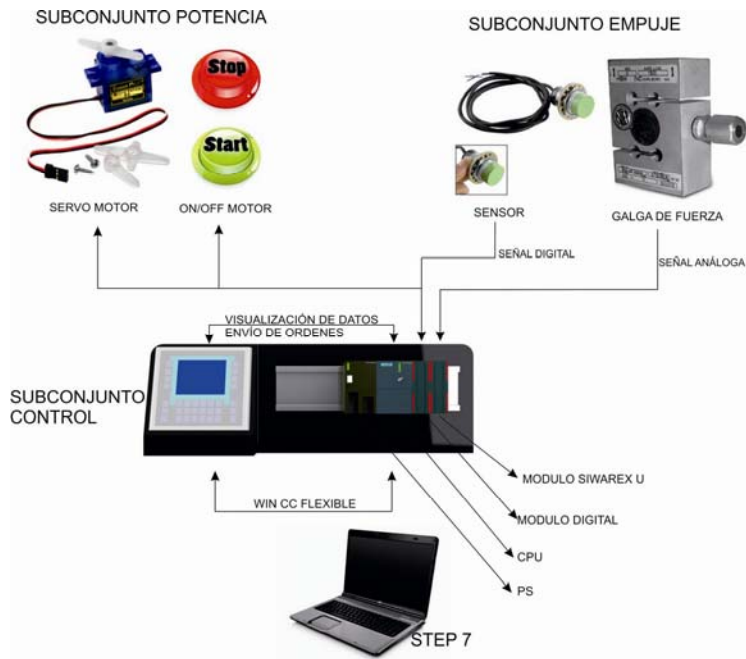 SUBCONJUNTO POTENCIA
SUBCONJUNTO EMPUJE
Stop
Start
SERVO MOTOR
ON/OFF MOTOR
SENSOR
GALGA DE FUERZA
SEÑAL DIGITAL
SEÑAL ANÁLOGA
VISUALIZACIÓN DE DATOS
ENVÍO DE ORDENES
SUBCONJUNTO
CONTROL
WIN CC FLEXIBLE
MODULO SIWAREX U
MODULO DIGITAL
CPU
PS
STEP 7